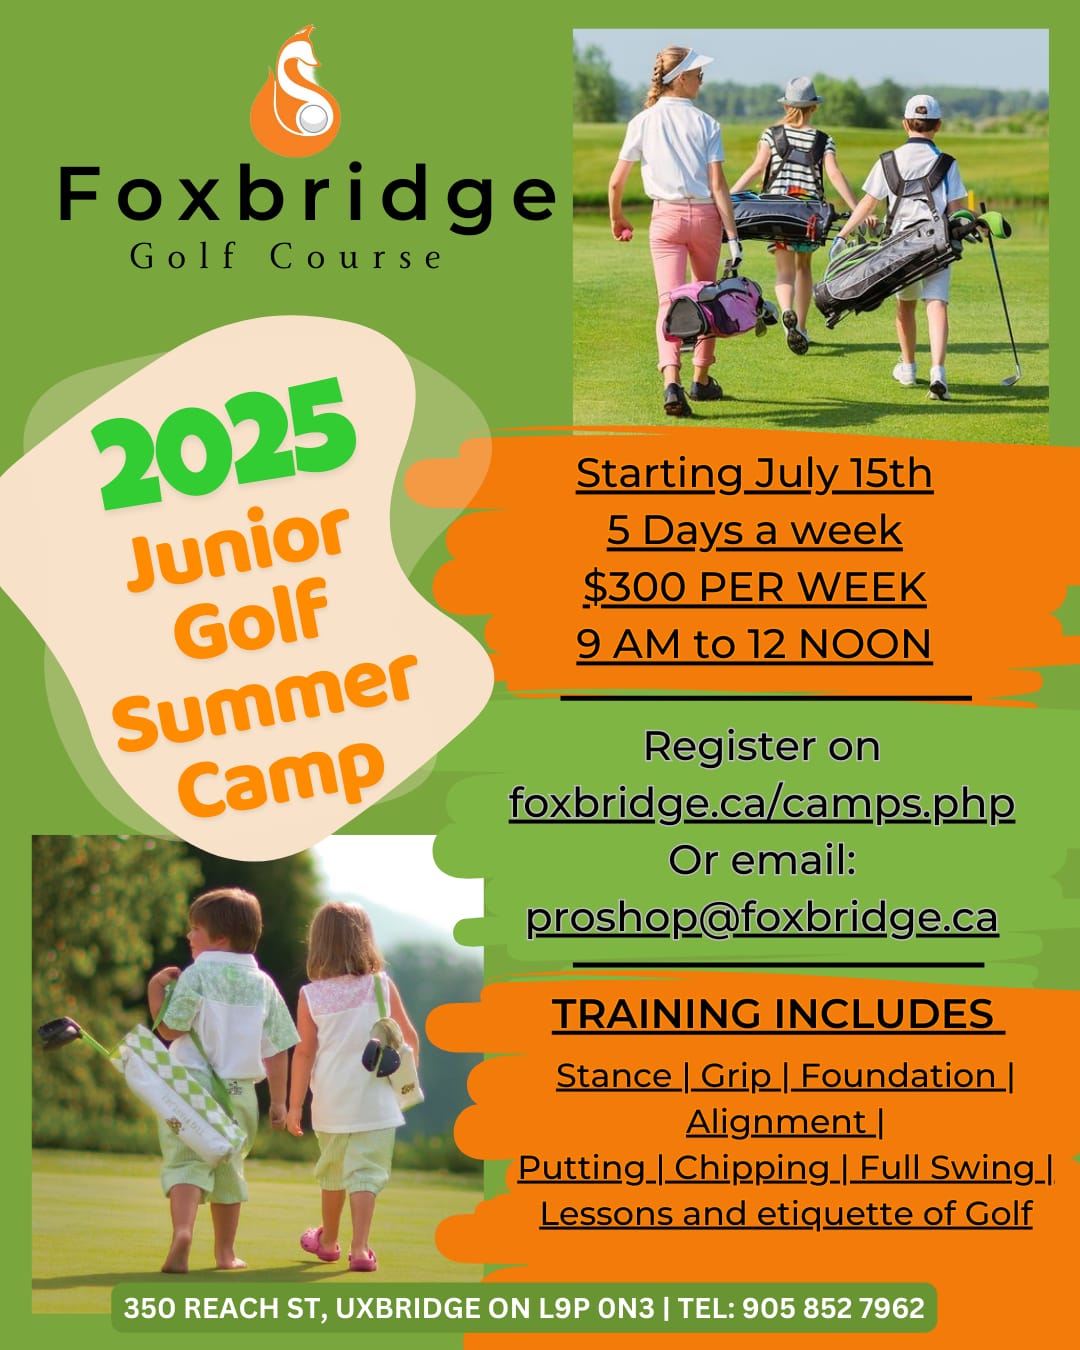 Foxbridge
Golf Course
2025
Junior
Golf
Summer
Camp
Starting July 15th
5 Days a week
$300 PER WEEK
9 AM to 12 NOON
Register on
foxbridge.ca/camps.php
Or email:
proshop@foxbridge.ca
TRAINING INCLUDES
Stance | Grip | Foundation |
Alignment |
Putting | Chipping | Full Swing |
Lessons and etiquette of Golf
350 REACH ST, UXBRIDGE ON L9P 0N3 | TEL: 905 852 7962